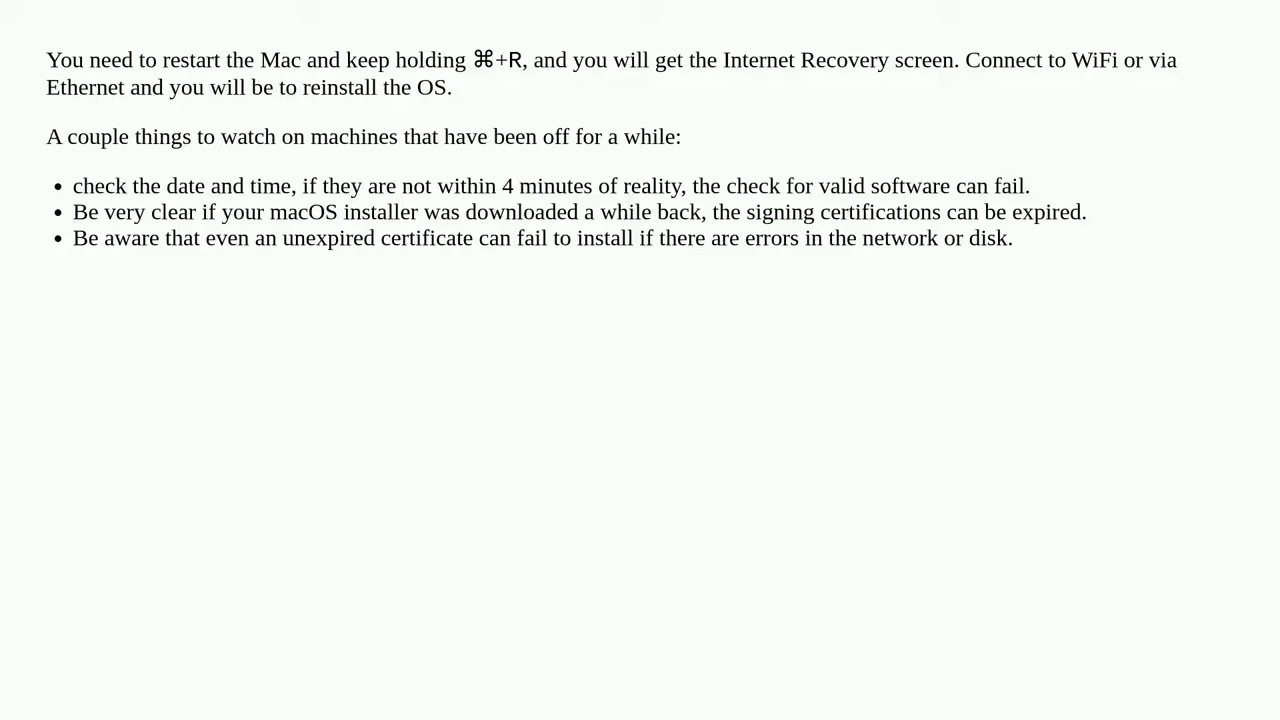 You need to restart the Mac and keep holding ⌘+R, and you will get the Internet Recovery screen. Connect to WiFi or via
Ethernet and you will be to reinstall the OS.
A couple things to watch on machines that have been off for a while:
• check the date and time, if they are not within 4 minutes of reality, the check for valid software can fail.
• Be very clear if your macOS installer was downloaded a while back, the signing certifications can be expired.
• Be aware that even an unexpired certificate can fail to install if there are errors in the network or disk.